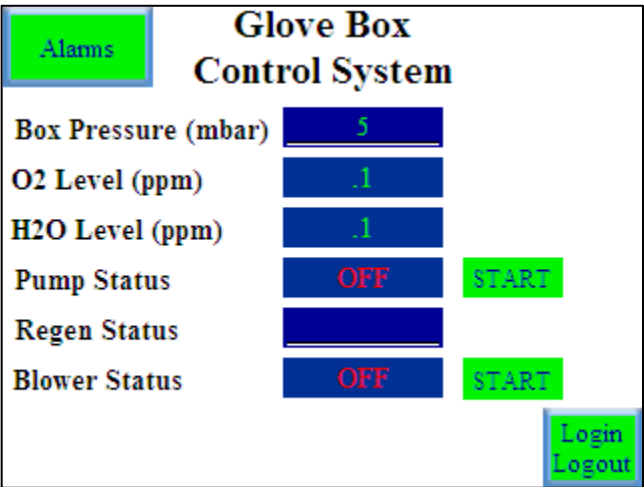 Alarms
Glove Box
Control System
Box Pressure (mbar) 5
O2 Level (ppm) .1
H2O Level (ppm) .1
Pump Status OFF START
Regen Status
Blower Status OFF START
Login
Logout